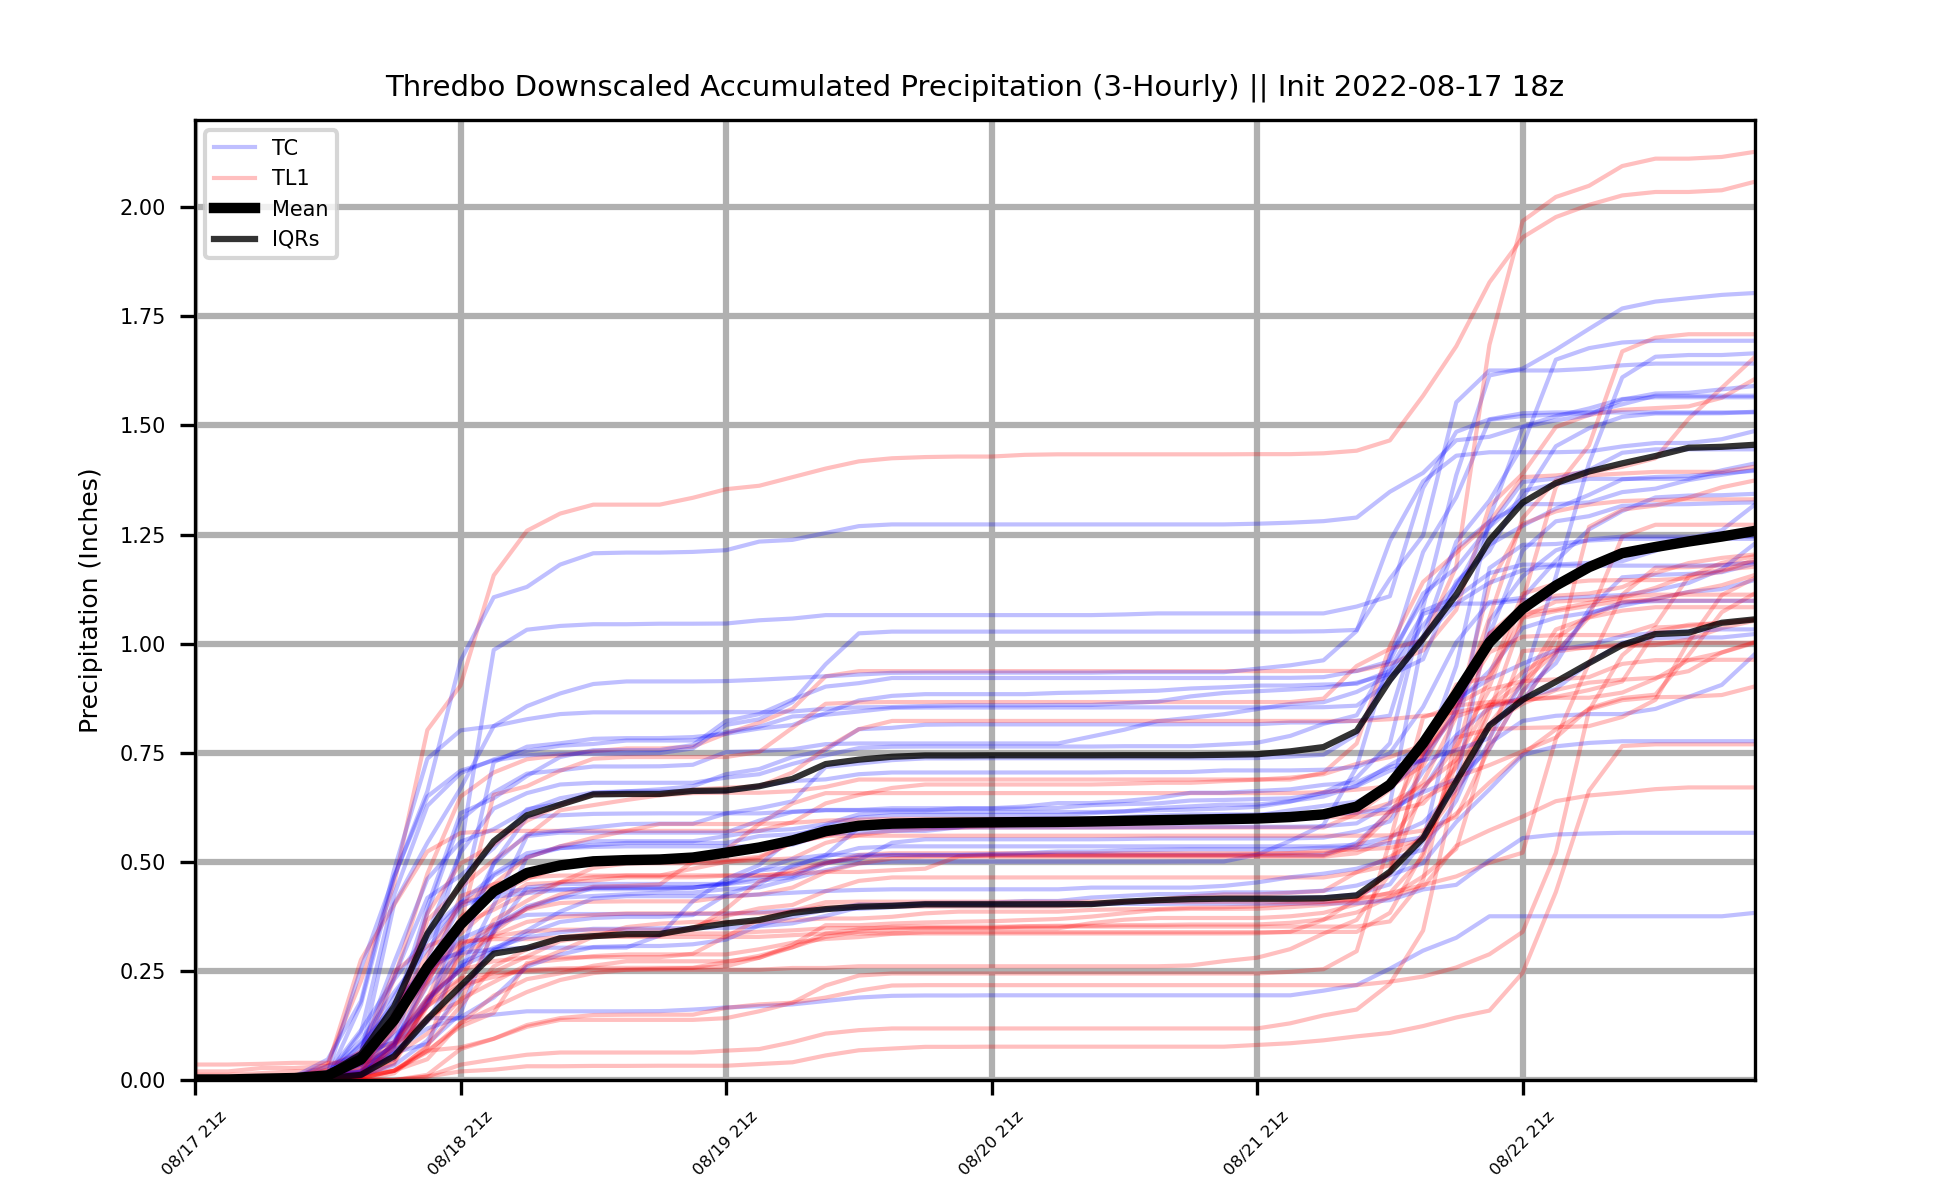 Thredbo Downscaled Accumulated Precipitation (3-Hourly) || Init 2022-08-17 18z
TC
TL1
Mean
IQRs
Precipitation (Inches)
2.00
1.75
1.50
1.25
1.00
0.75
0.50
0.25
0.00
08/17 21z
08/18 21z
08/19 21z
08/20 21z
08/21 21z
08/22 21z